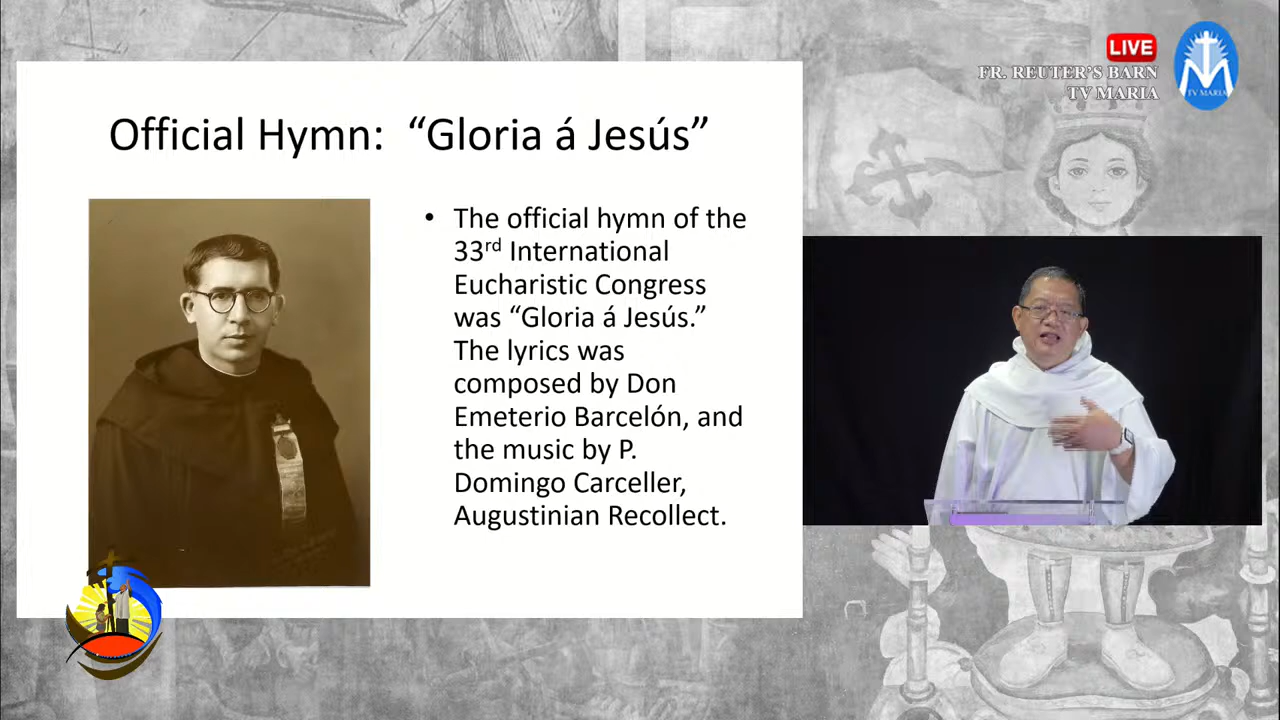 Official Hymn: “Gloria á Jesús”
• The official hymn of the
33rd International
Eucharistic Congress
was “Gloria á Jesús.”
The lyrics was
composed by Don
Emeterio Barcelón, and
the music by P.
Domingo Carceller,
Augustinian Recollect.
LIVE
FR. REUTER'S BARN
TV MARIA
TV MARIA